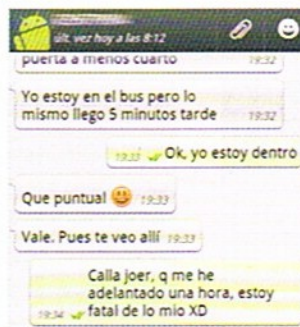 últ. vez hoy a las 8:12
puerta a menos cuarto
19:32
Yo estoy en el bus pero lo
mismo llego 5 minutos tarde
19:32
19:33 Ok, yo estoy dentro
Que puntual 😃 19:33
Vale. Pues te veo allí 19:33
Calla joer, q me he
adelantado una hora, estoy
19:34 fatal de lo mio XD